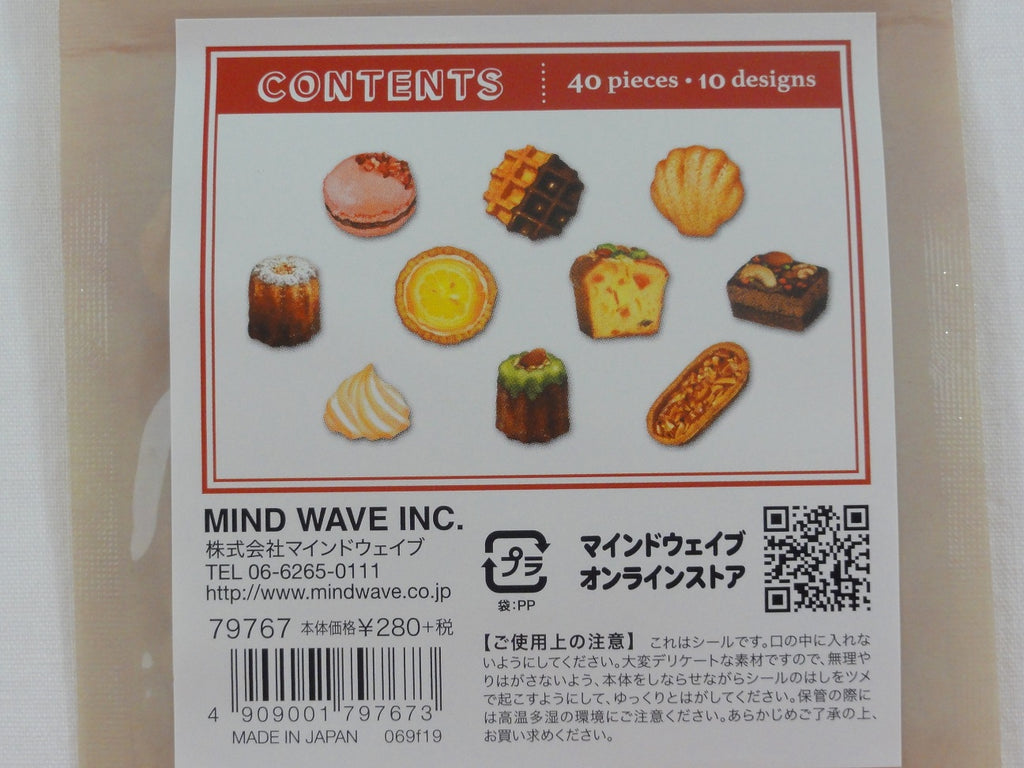 CONTENTS
40 pieces・10 designs
MIND WAVE INC.
株式会社マインドウェイブ
TEL 06-6265-0111
http://www.mindwave.co.jp
79767 本体価格¥280+税
4 909001 797673
MADE IN JAPAN 069f19
プラ
袋:PP
マインドウェイブ
オンラインストア
【ご使用上の注意】 これはシールです。口の中に入れな
いようにしてください。大変デリケートな素材ですので、無理や
りはがさないよう、本体をしならせながらシールのはしをツメ
で起こすようにして、ゆっくりとはがしてください。保管の際に
は高温多湿の環境にご注意ください。あらかじめご了承の上、
お買い求めください。